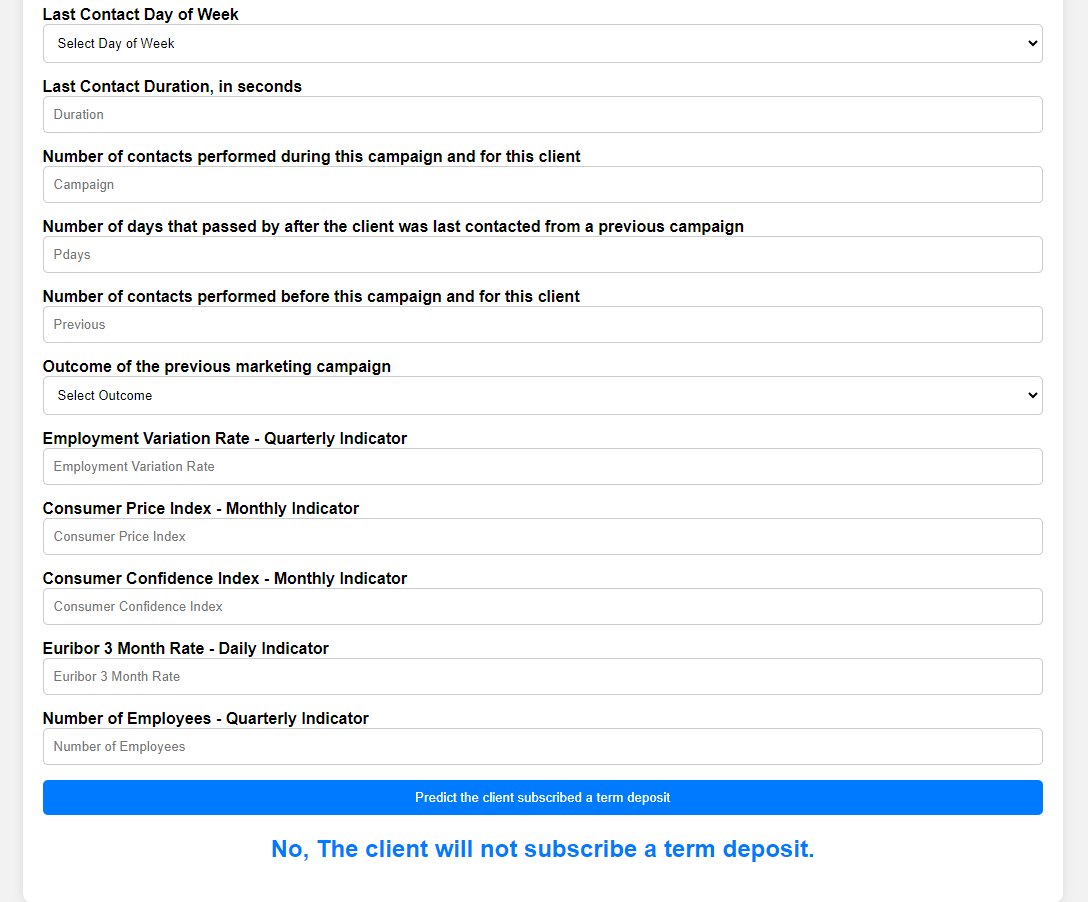 Last Contact Day of Week
Select Day of Week
Last Contact Duration, in seconds
Duration
Number of contacts performed during this campaign and for this client
Campaign
Number of days that passed by after the client was last contacted from a previous campaign
Pdays
Number of contacts performed before this campaign and for this client
Previous
Outcome of the previous marketing campaign
Select Outcome
Employment Variation Rate - Quarterly Indicator
Employment Variation Rate
Consumer Price Index - Monthly Indicator
Consumer Price Index
Consumer Confidence Index - Monthly Indicator
Consumer Confidence Index
Euribor 3 Month Rate - Daily Indicator
Euribor 3 Month Rate
Number of Employees - Quarterly Indicator
Number of Employees
Predict the client subscribed a term deposit
No, The client will not subscribe a term deposit.